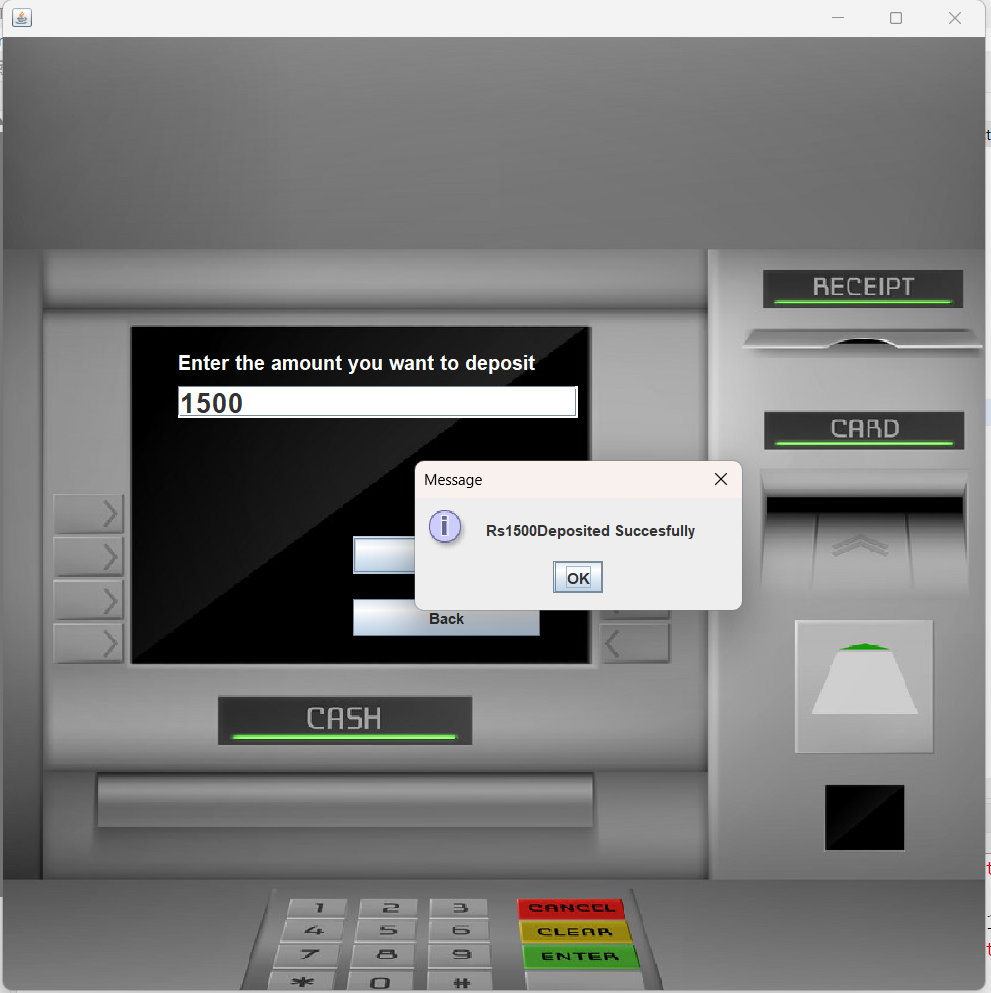 RECEIPT
Enter the amount you want to deposit
1500
CARD
Message
Rs1500Deposited Succesfully
OK
Back
CASH
1 2 3 CANCEL
4 5 6 CLEAR
7 8 9 ENTER
* 0 #